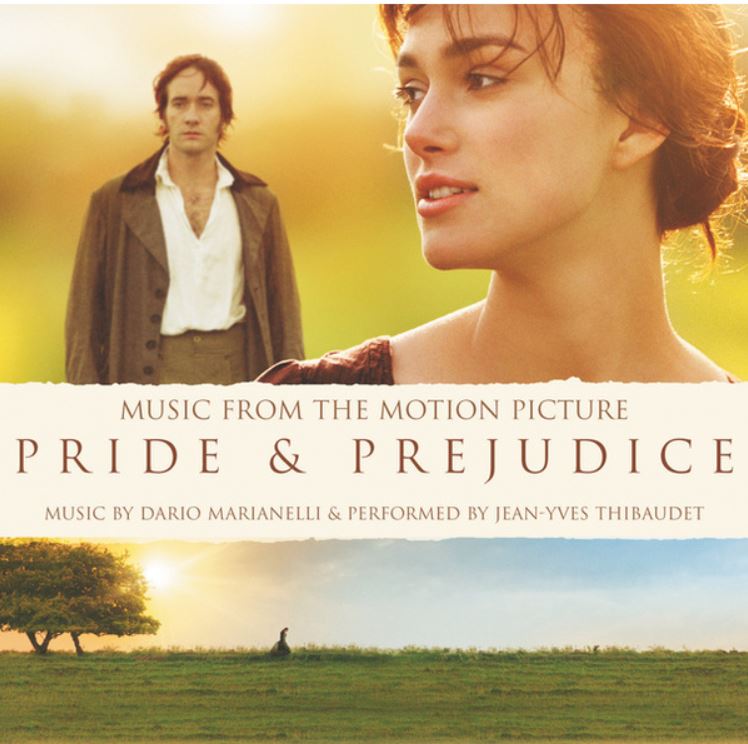 MUSIC FROM THE MOTION PICTURE
PRIDE & PREJUDICE
MUSIC BY DARIO MARIANELLI & PERFORMED BY JEAN-YVES THIBAUDET